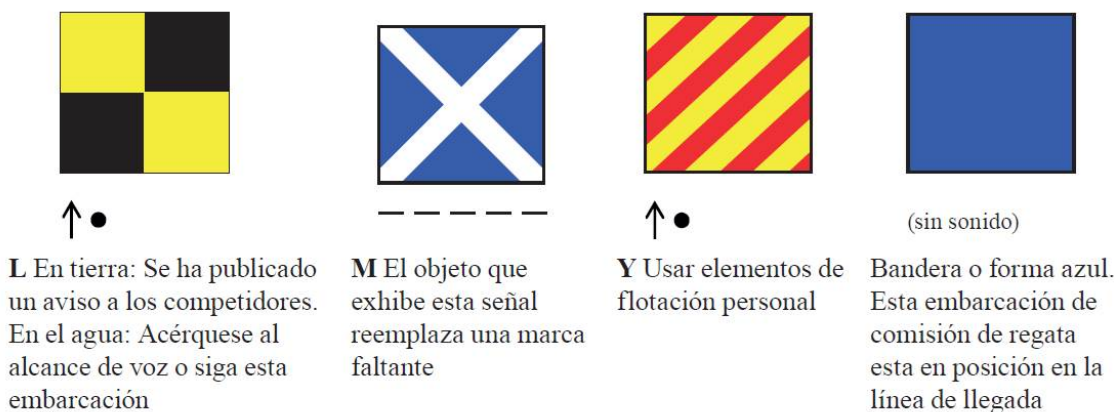 (sin sonido)
L En tierra: Se ha publicado
un aviso a los competidores.
En el agua: Acérquese al
alcance de voz o siga esta
embarcación
M El objeto que
exhibe esta señal
reemplaza una marca
faltante
Y Usar elementos de
flotación personal
Bandera o forma azul.
Esta embarcación de
comisión de regata
esta en posición en la
línea de llegada